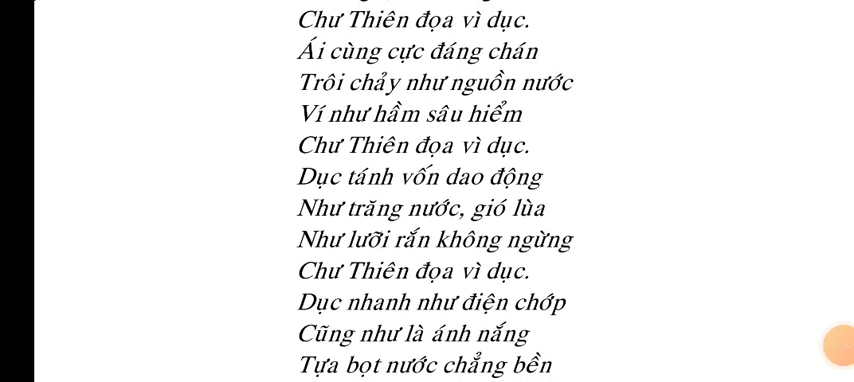 Chư Thiên đọa vì dục.
Ái cùng cực đáng chán
Trôi chảy như nguồn nước
Ví như hầm sâu hiểm
Chư Thiên đọa vì dục.
Dục tánh vốn dao động
Như trăng nước, gió lùa
Như lưỡi rắn không ngừng
Chư Thiên đọa vì dục.
Dục nhanh như điện chớp
Cũng như là ánh nắng
Tựa bọt nước chẳng bền